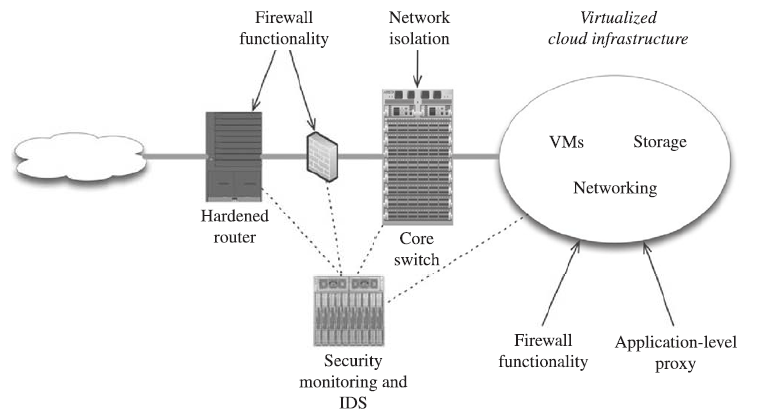 Firewall
functionality
Network
isolation
Virtualized
cloud infrastructure
VMs
Storage
Networking
Hardened
router
Core
switch
Security
monitoring and
IDS
Firewall
functionality
Application-level
proxy